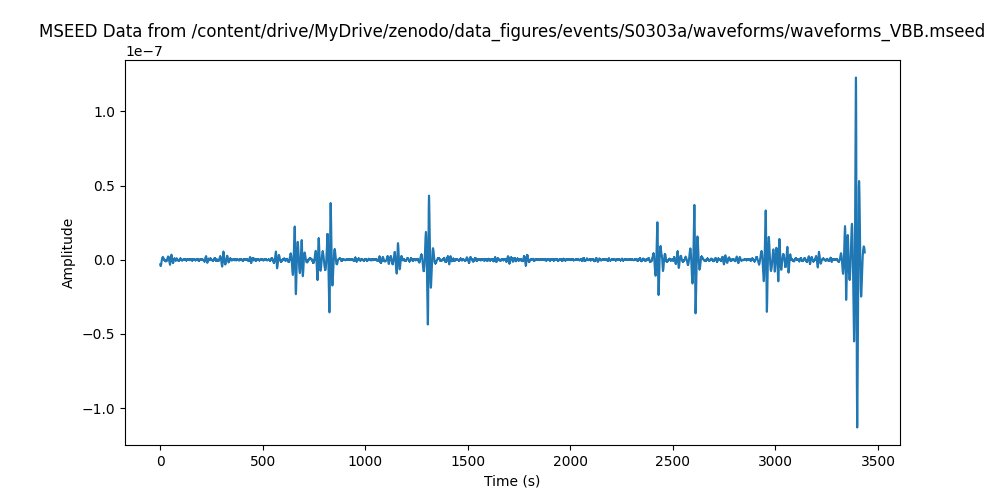 MSEED Data from /content/drive/MyDrive/zenodo/data_figures/events/S0303a/waveforms/waveforms_VBB.mseed
1e−7
1.0
0.5
0.0
−0.5
−1.0
Amplitude
0 500 1000 1500 2000 2500 3000 3500
Time (s)